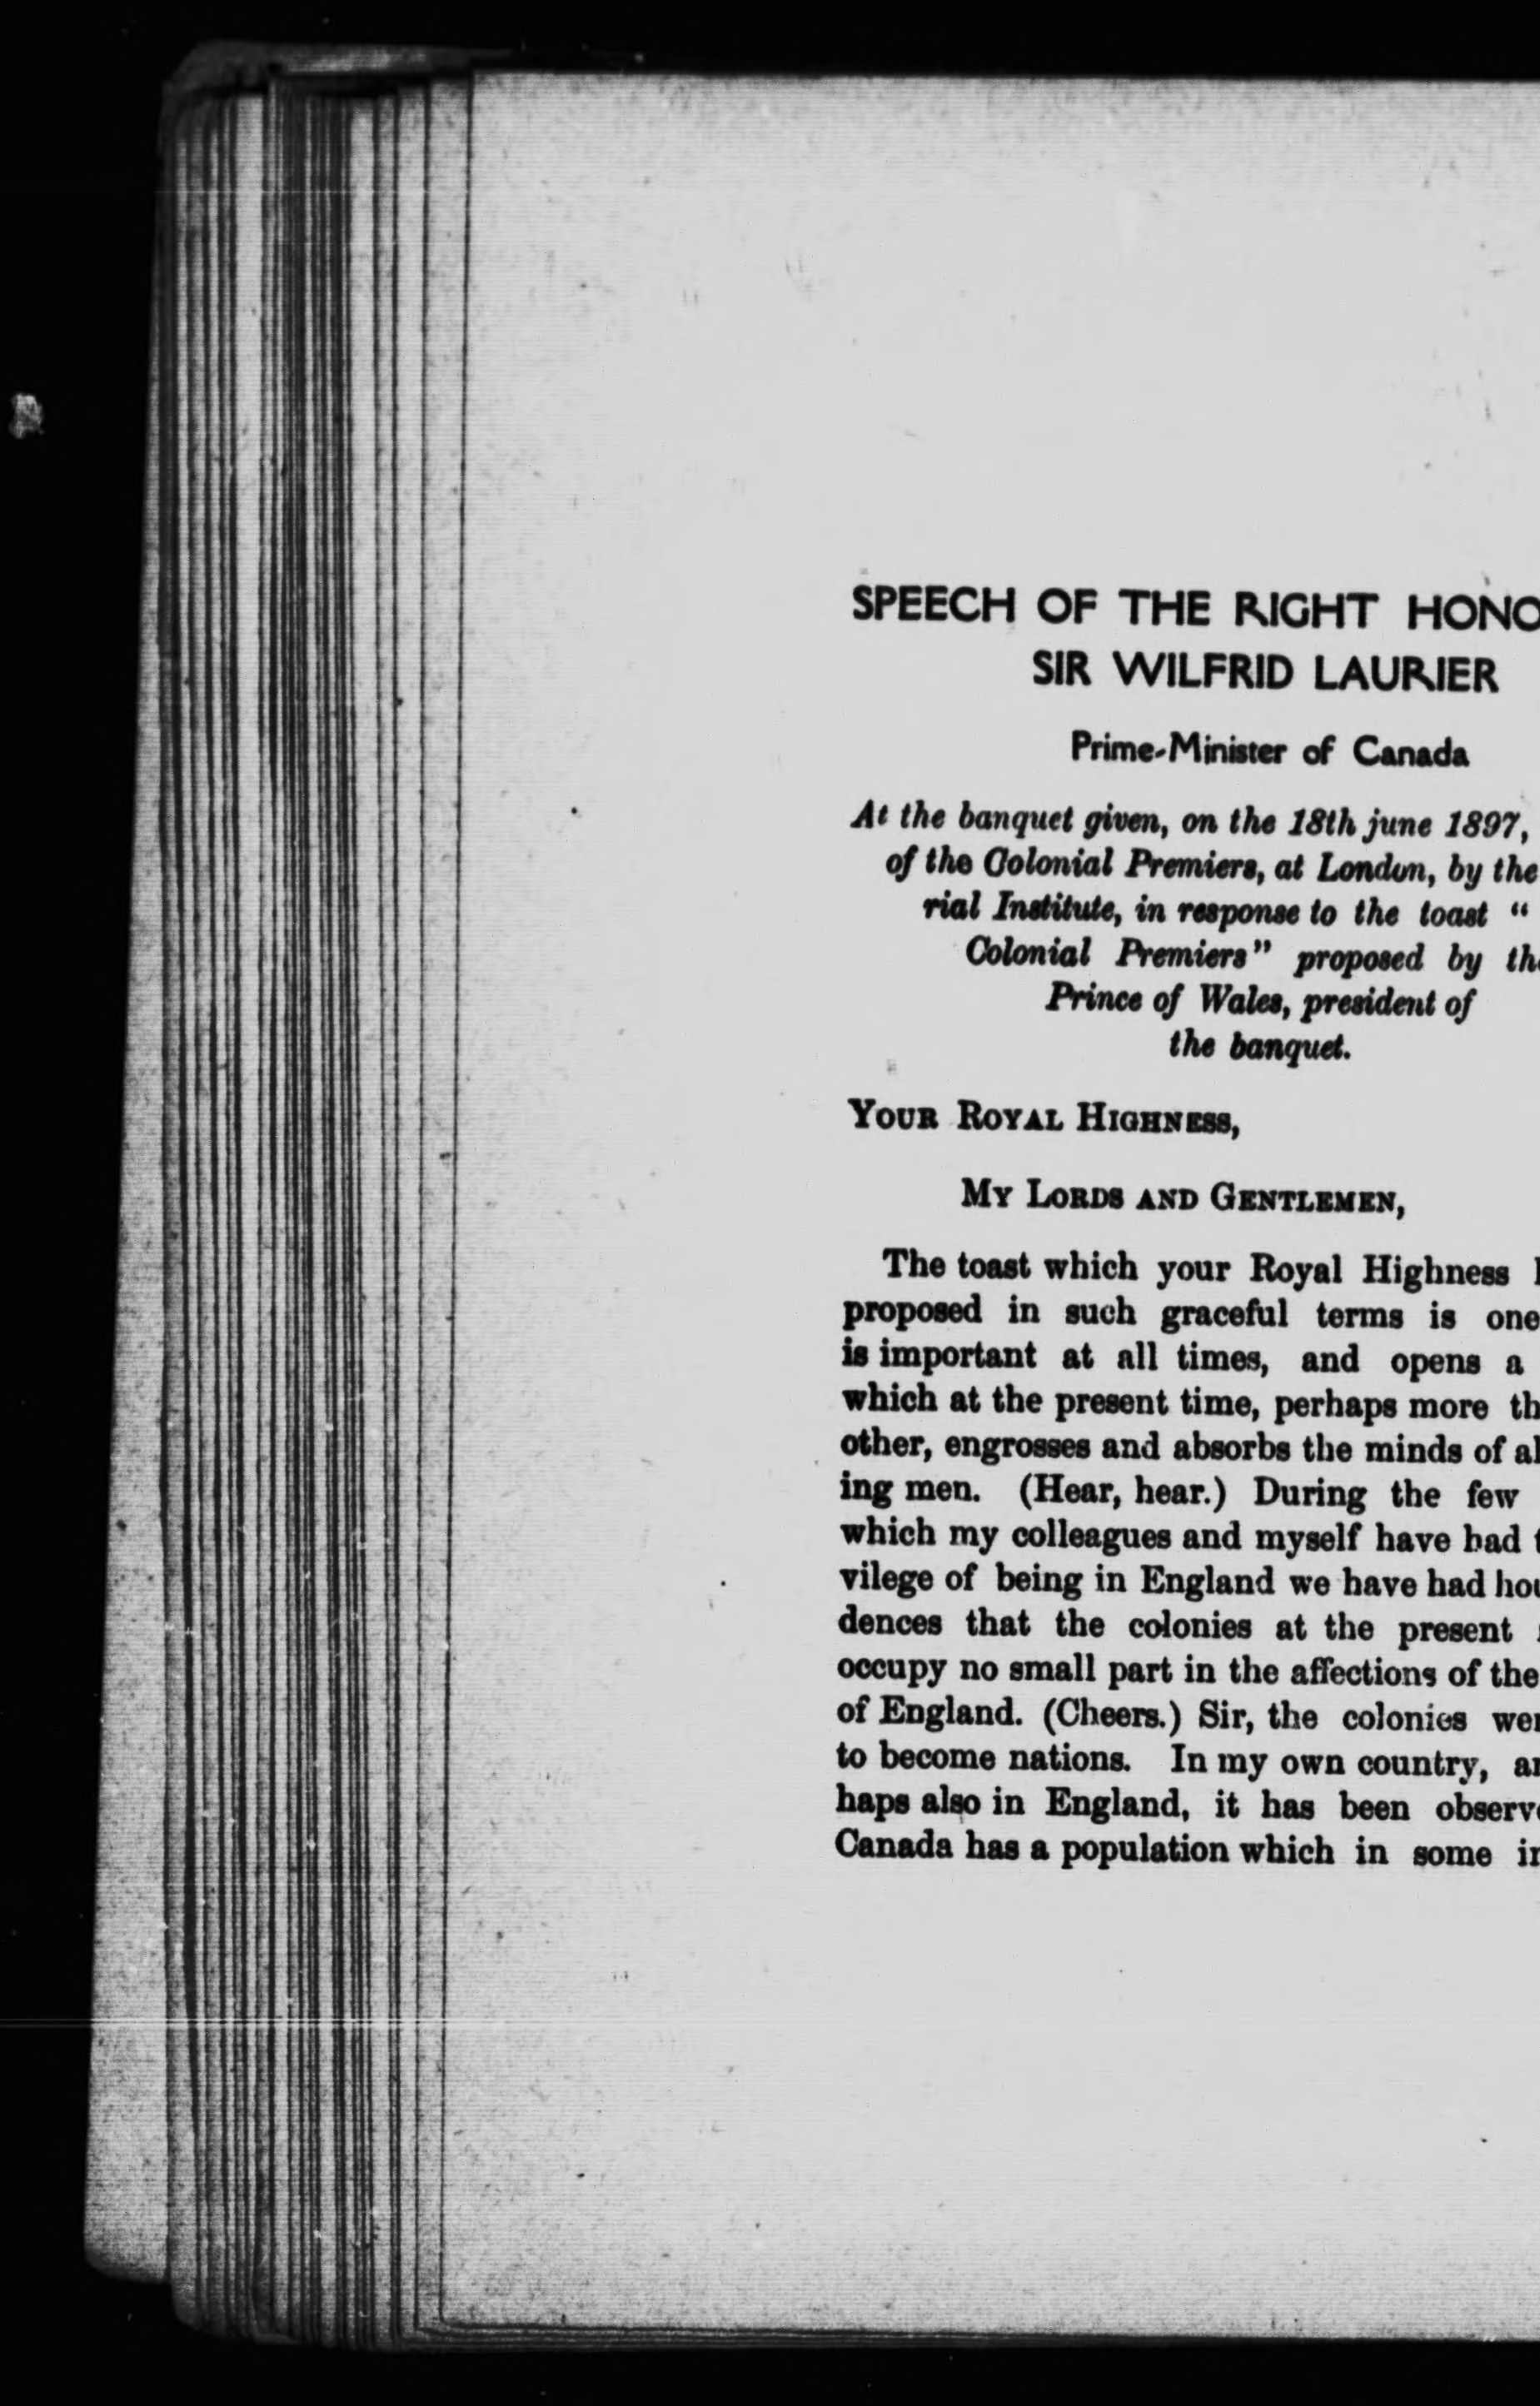 SPEECH OF THE RIGHT HONO
SIR WILFRID LAURIER
Prime-Minister of Canada
At the banquet given, on the 18th june 1897,
of the Colonial Premiers, at London, by the
rial Institute, in response to the toast "
Colonial Premiers" proposed by the
Prince of Wales, president of
the banquet.
YOUR ROYAL HIGHNESS,
MY LORDS AND GENTLEMEN,
The toast which your Royal Highness
proposed in such graceful terms is one
is important at all times, and opens a
which at the present time, perhaps more th
other, engrosses and absorbs the minds of al
ing men. (Hear, hear.) During the few
which my colleagues and myself have had t
vilege of being in England we have had hou
dences that the colonies at the present
occupy no small part in the affections of the
of England. (Cheers.) Sir, the colonies wer
to become nations. In my own country, an
haps also in England, it has been observe
Canada has a population which in some in